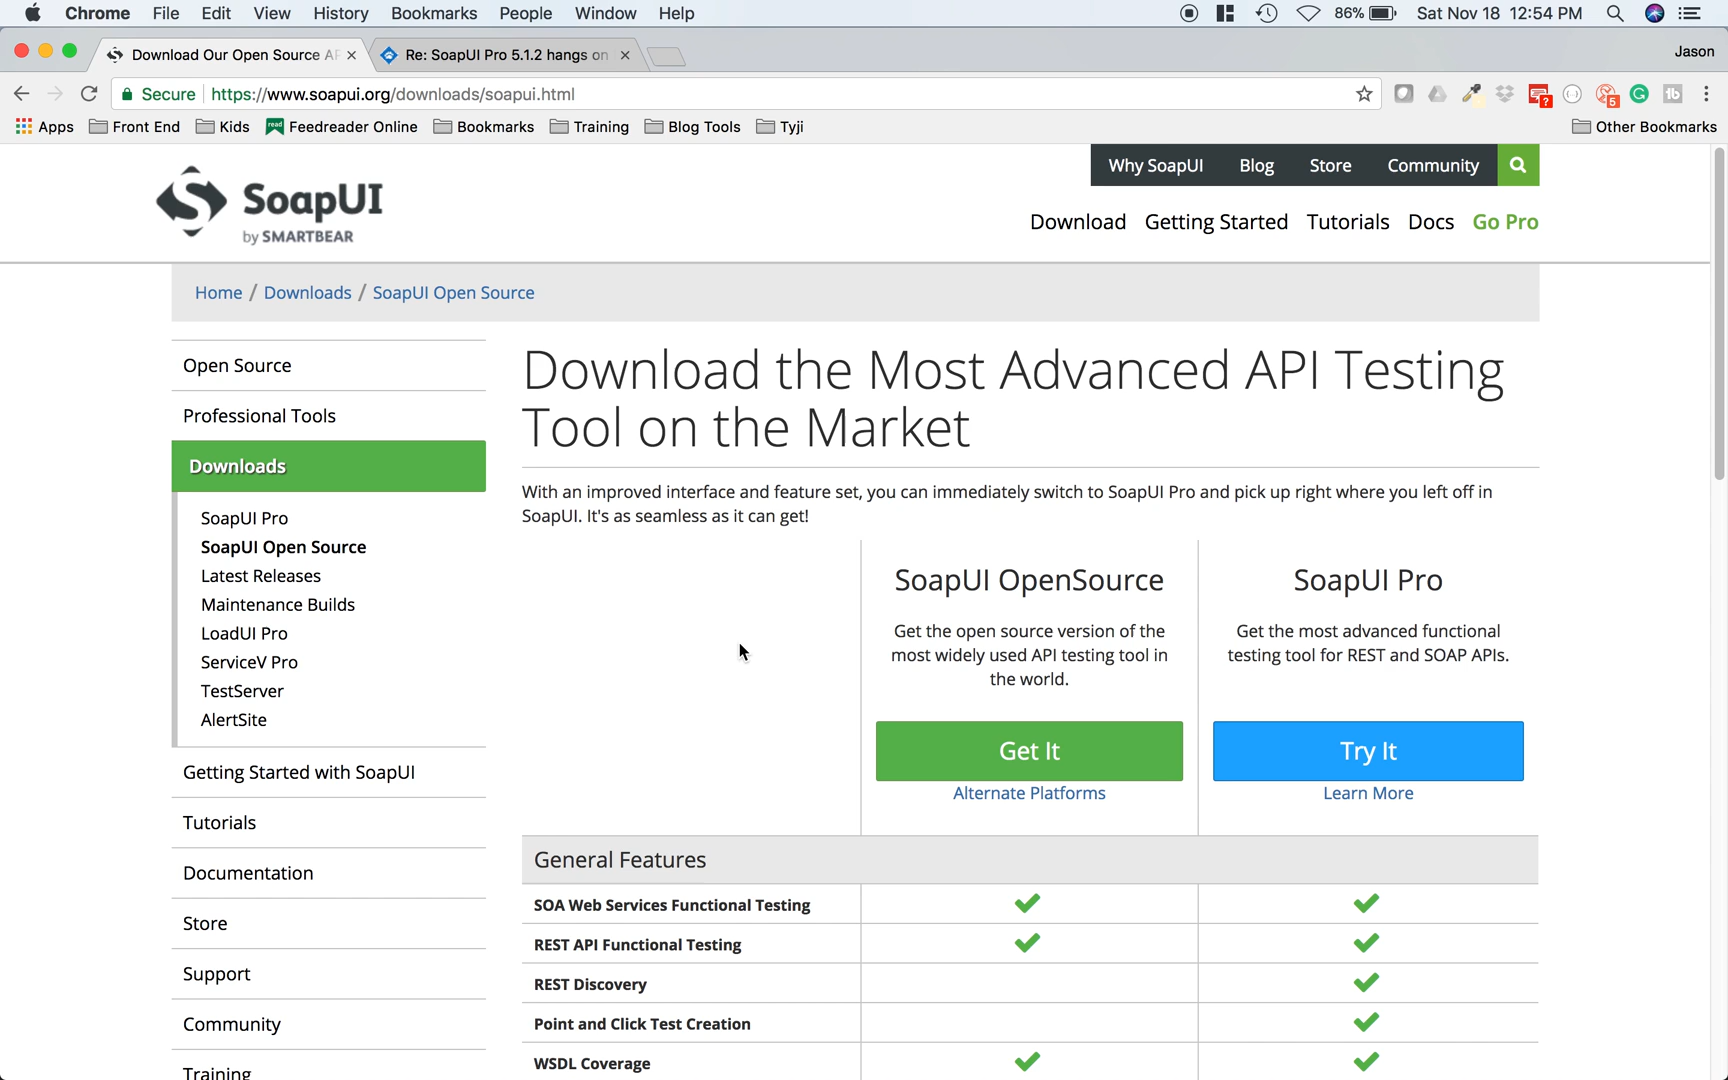 Chrome File Edit View History Bookmarks People Window Help 86% Sat Nov 18 12:54 PM
Download Our Open Source AP Re: SoapUI Pro 5.1.2 hangs on Jason
Secure https://www.soapui.org/downloads/soapui.html ? 5 G tb
Apps Front End Kids read Feedreader Online Bookmarks Training Blog Tools Tyji Other Bookmarks
Why SoapUI Blog Store Community
SoapUI
by SMARTBEAR
Download Getting Started Tutorials Docs Go Pro
Home / Downloads / SoapUI Open Source
Open Source
Professional Tools
Downloads
SoapUI Pro
SoapUI Open Source
Latest Releases
Maintenance Builds
LoadUI Pro
ServiceV Pro
TestServer
AlertSite
Getting Started with SoapUI
Tutorials
Documentation
Store
Support
Community
Training
Download the Most Advanced API Testing
Tool on the Market
With an improved interface and feature set, you can immediately switch to SoapUI Pro and pick up right where you left off in
SoapUI. It's as seamless as it can get!
SoapUI OpenSource
Get the open source version of the
most widely used API testing tool in
the world.
Get It
Alternate Platforms
SoapUI Pro
Get the most advanced functional
testing tool for REST and SOAP APIs.
Try It
Learn More
General Features
SOA Web Services Functional Testing
REST API Functional Testing
REST Discovery
Point and Click Test Creation
WSDL Coverage